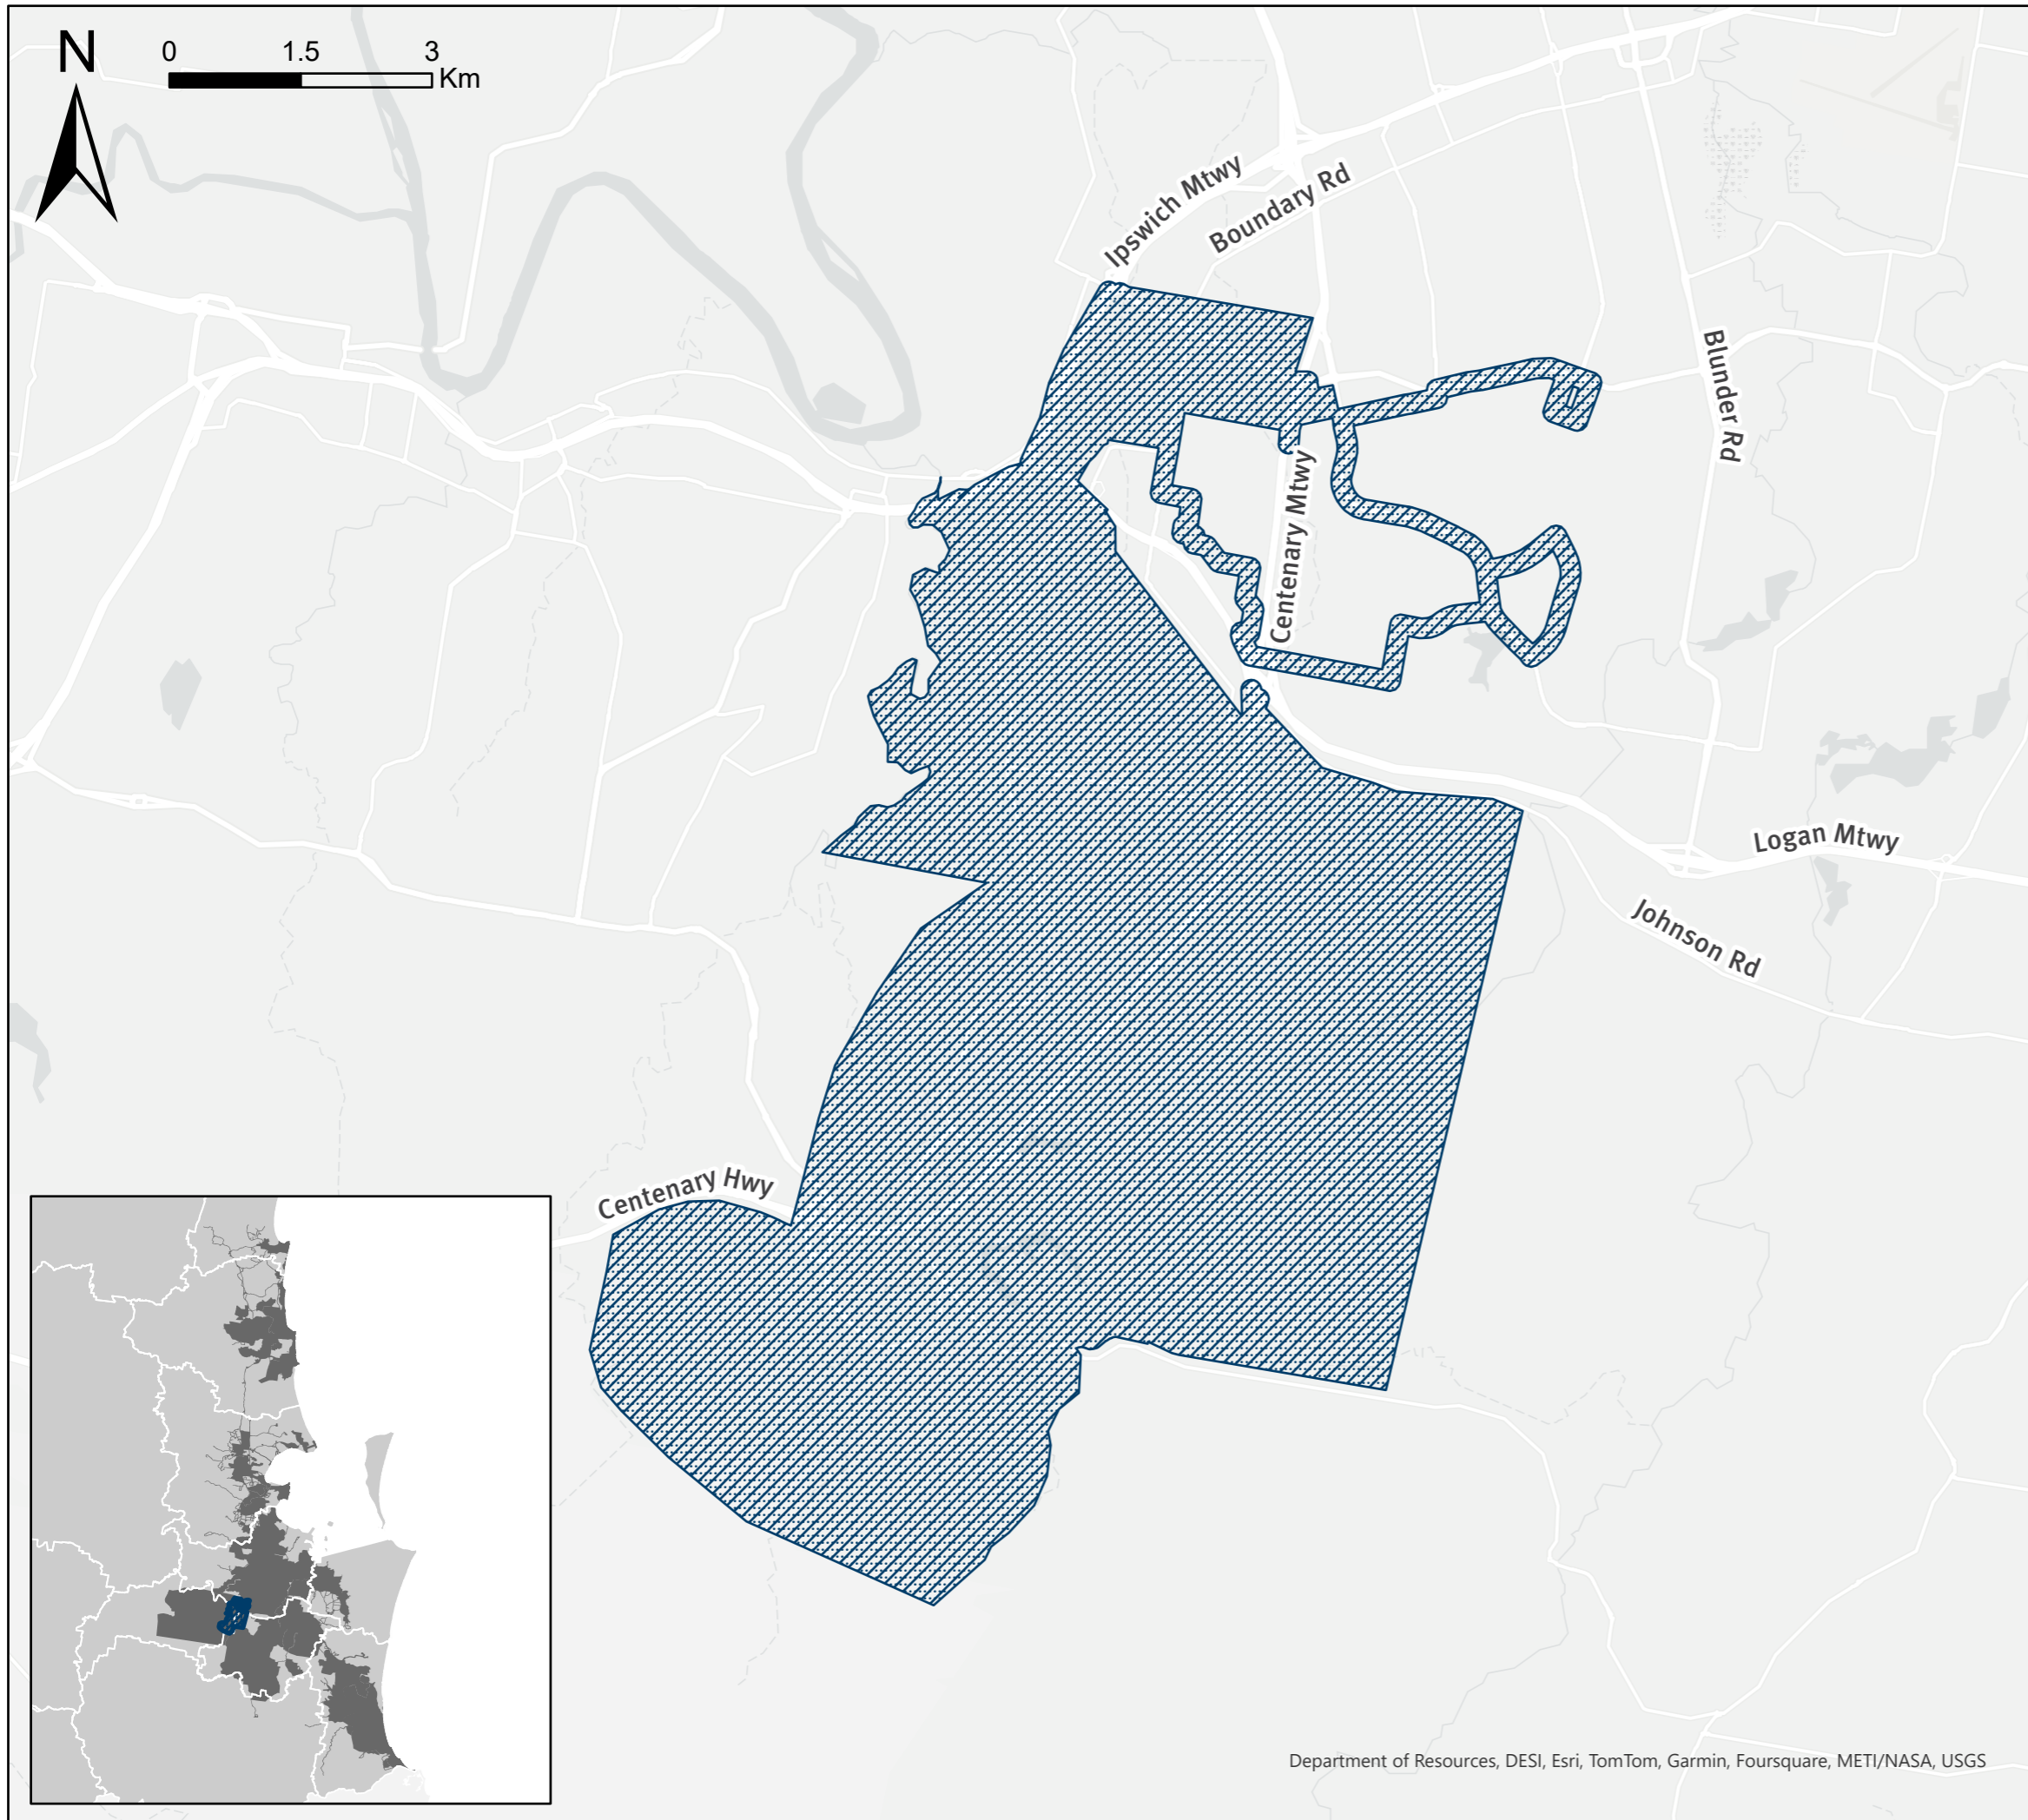 N
0 1.5 3
Km
Ipswich Mtwy
Boundary Rd
Blunder Rd
Centenary Mtwy
Logan Mtwy
Johnson Rd
Centenary Hwy
Department of Resources, DESI, Esri, TomTom, Garmin, Foursquare, METI/NASA, USGS